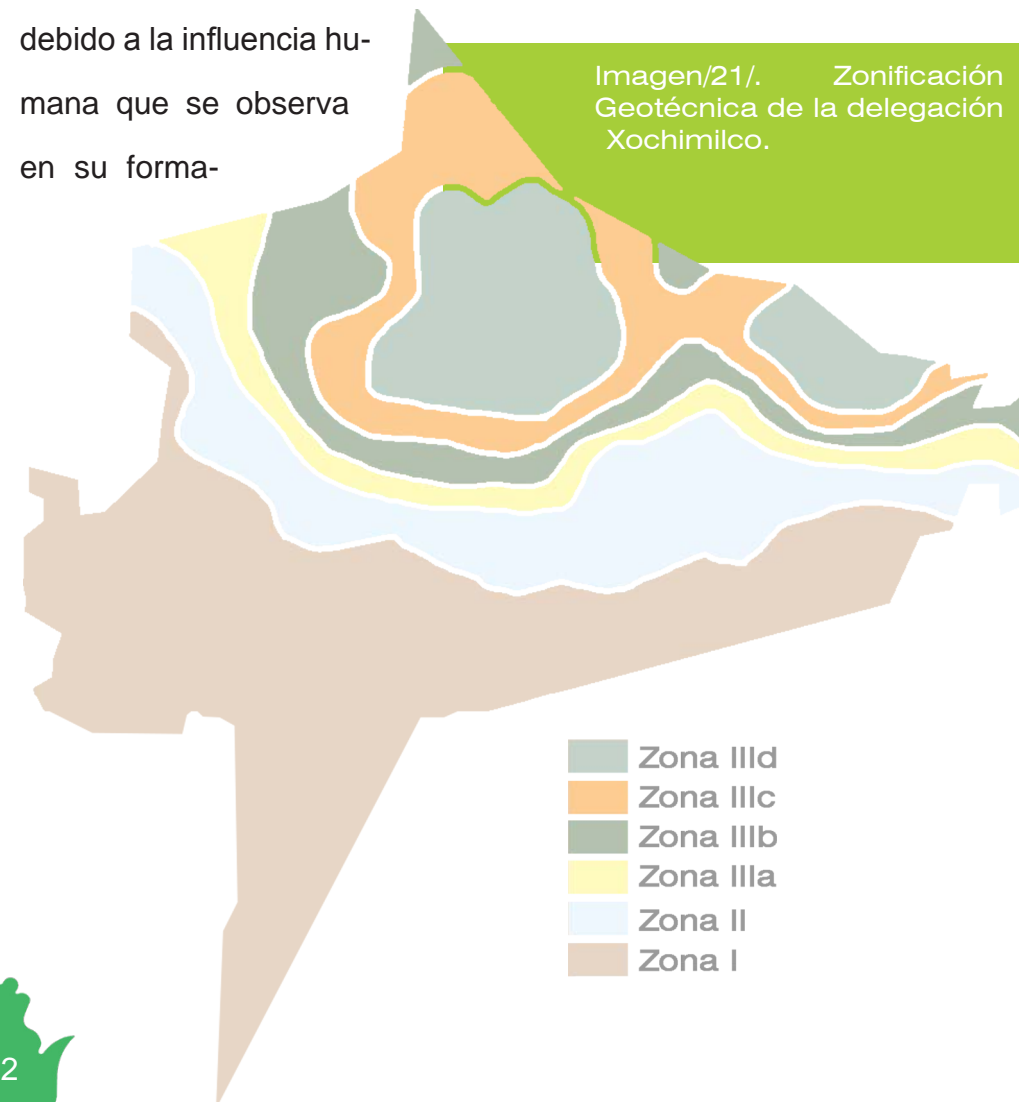 debido a la influencia hu-
mana que se observa
en su forma-
Imagen/21/. Zonificación
Geotécnica de la delegación
Xochimilco.
Zona IIId
Zona IIIc
Zona IIIb
Zona IIIa
Zona II
Zona I
2